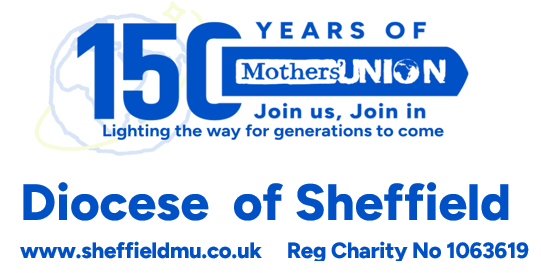 150 YEARS OF
Mothers' UNION
Join us, Join in
Lighting the way for generations to come
Diocese of Sheffield
www.sheffieldmu.co.uk Reg Charity No 1063619